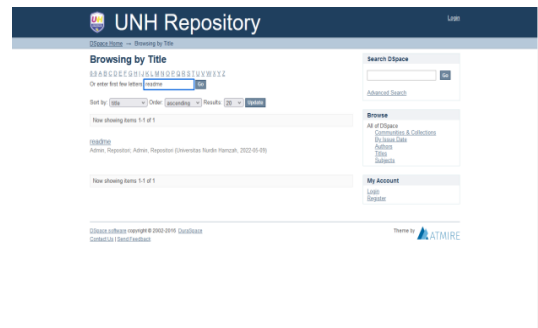 UNH Repository
Login
DSpace Home → Browsing by Title
Browsing by Title
0-9 A B C D E F G H I J K L M N O P Q R S T U V W X Y Z
Or enter first few letters: readme Go
Sort by: title Order: ascending Results: 20 Update
Now showing items 1-1 of 1
readme
Admin, Repositori; Admin, Repositori (Universitas Nurdin Hamzah, 2022-05-09)
Now showing items 1-1 of 1
Search DSpace
Go
Advanced Search
Browse
All of DSpace
Communities & Collections
By Issue Date
Authors
Titles
Subjects
My Account
Login
Register
DSpace software copyright © 2002-2016 DuraSpace
Contact Us | Send Feedback
Theme by ATMIRE